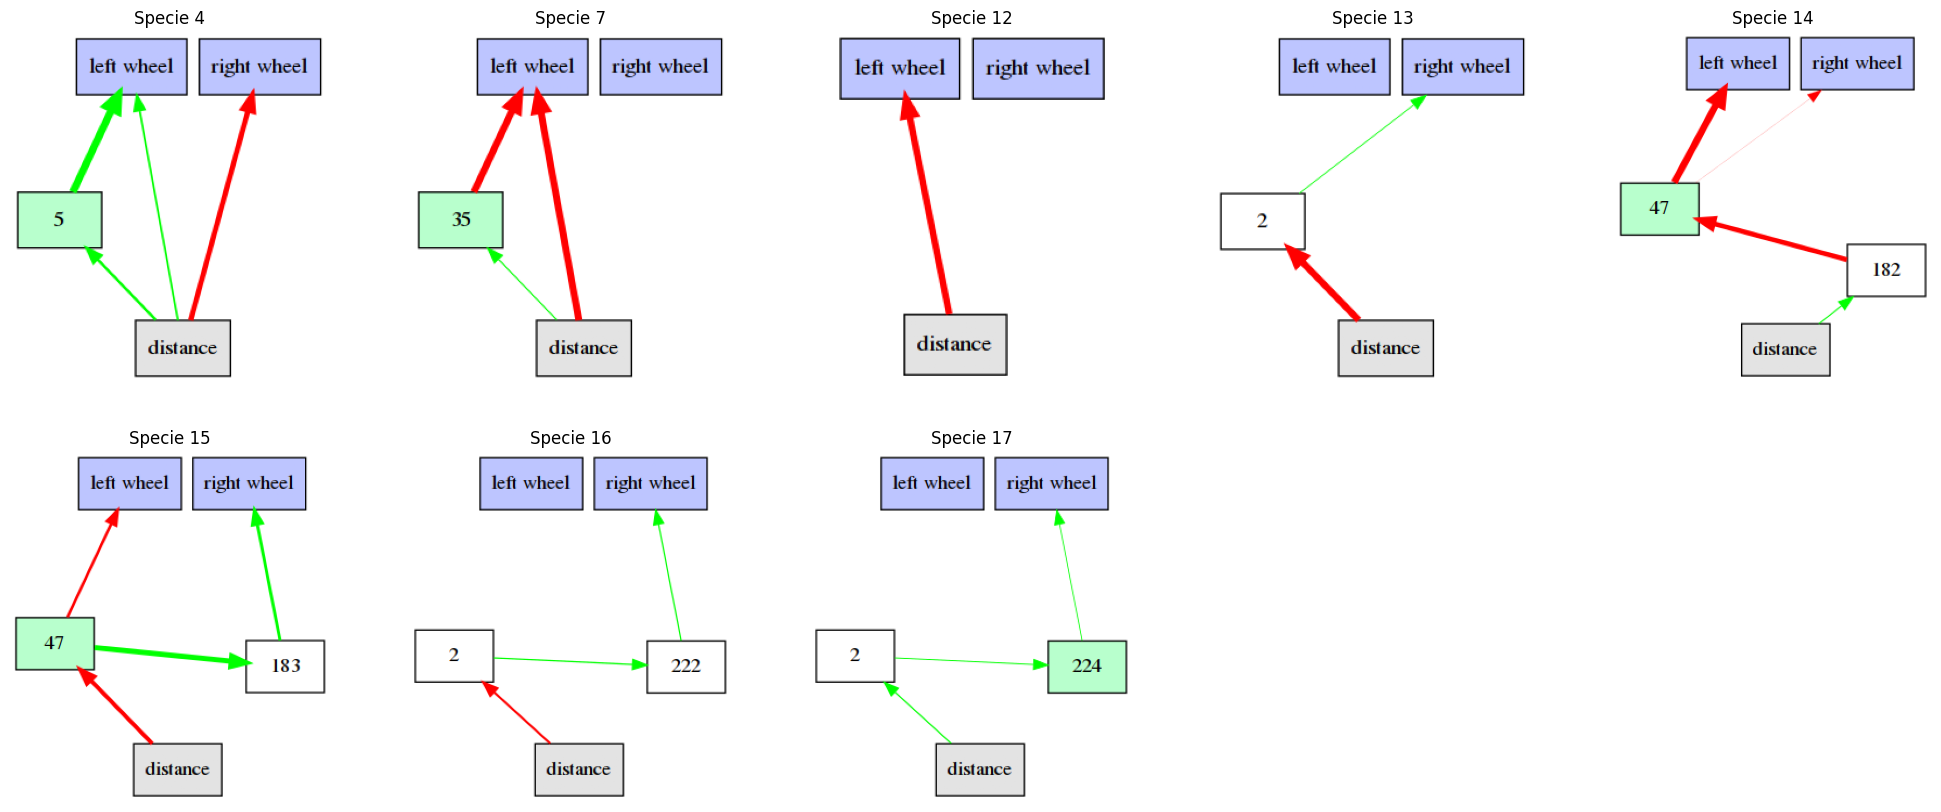 Specie 4
left wheel
right wheel
5
distance
Specie 7
left wheel
right wheel
35
distance
Specie 12
left wheel
right wheel
distance
Specie 13
left wheel
right wheel
2
distance
Specie 14
left wheel
right wheel
47
182
distance
Specie 15
left wheel
right wheel
47
183
distance
Specie 16
left wheel
right wheel
2
222
distance
Specie 17
left wheel
right wheel
2
224
distance